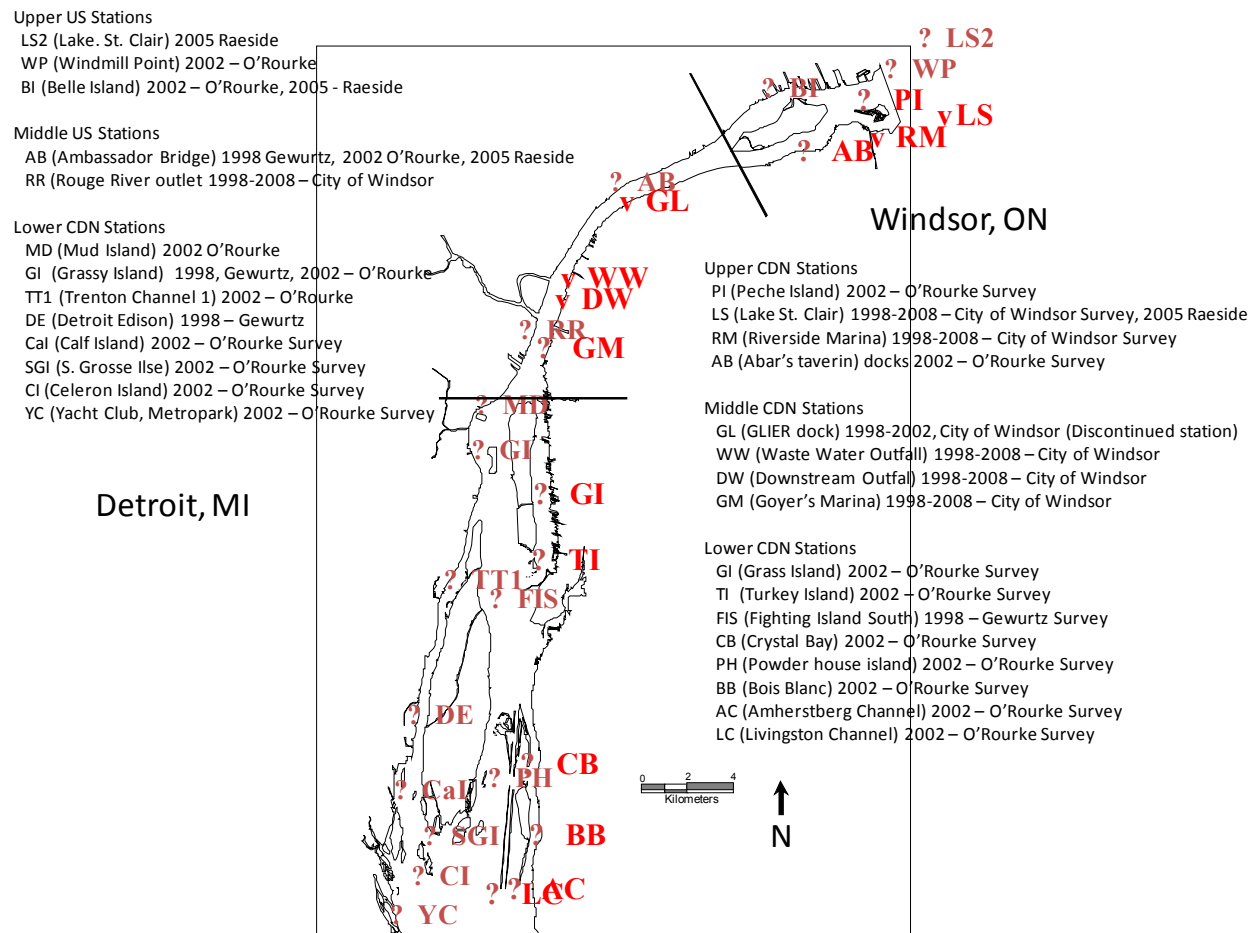 Upper US Stations
LS2 (Lake. St. Clair) 2005 Raeside
WP (Windmill Point) 2002 – O'Rourke
BI (Belle Island) 2002 – O'Rourke, 2005 - Raeside
Middle US Stations
AB (Ambassador Bridge) 1998 Gewurtz, 2002 O'Rourke, 2005 Raeside
RR (Rouge River outlet 1998-2008 – City of Windsor
Lower CDN Stations
MD (Mud Island) 2002 O'Rourke
GI (Grassy Island) 1998, Gewurtz, 2002 – O'Rourke
TT1 (Trenton Channel 1) 2002 – O'Rourke
DE (Detroit Edison) 1998 – Gewurtz
CaI (Calf Island) 2002 – O'Rourke Survey
SGI (S. Grosse Ilse) 2002 – O'Rourke Survey
CI (Celeron Island) 2002 – O'Rourke Survey
YC (Yacht Club, Metropark) 2002 – O'Rourke Survey
Detroit, MI
? LS2
? WP
? BI
? PI
v LS
v RM
? AB
? AB
v GL
Windsor, ON
v WW
v DW
? RR
? GM
? MD
? GI
? GI
? TI
? TT1
? FIS
? DE
? CB
? PH
? CaI
? SGI
? BB
? CI
? LC
? AC
? YC
Upper CDN Stations
PI (Peche Island) 2002 – O'Rourke Survey
LS (Lake St. Clair) 1998-2008 – City of Windsor Survey, 2005 Raeside
RM (Riverside Marina) 1998-2008 – City of Windsor Survey
AB (Abar's taverin) docks 2002 – O'Rourke Survey
Middle CDN Stations
GL (GLIER dock) 1998-2002, City of Windsor (Discontinued station)
WW (Waste Water Outfall) 1998-2008 – City of Windsor
DW (Downstream Outfal) 1998-2008 – City of Windsor
GM (Goyer's Marina) 1998-2008 – City of Windsor
Lower CDN Stations
GI (Grass Island) 2002 – O'Rourke Survey
TI (Turkey Island) 2002 – O'Rourke Survey
FIS (Fighting Island South) 1998 – Gewurtz Survey
CB (Crystal Bay) 2002 – O'Rourke Survey
PH (Powder house island) 2002 – O'Rourke Survey
BB (Bois Blanc) 2002 – O'Rourke Survey
AC (Amherstberg Channel) 2002 – O'Rourke Survey
LC (Livingston Channel) 2002 – O'Rourke Survey
0 2 4
Kilometers
N